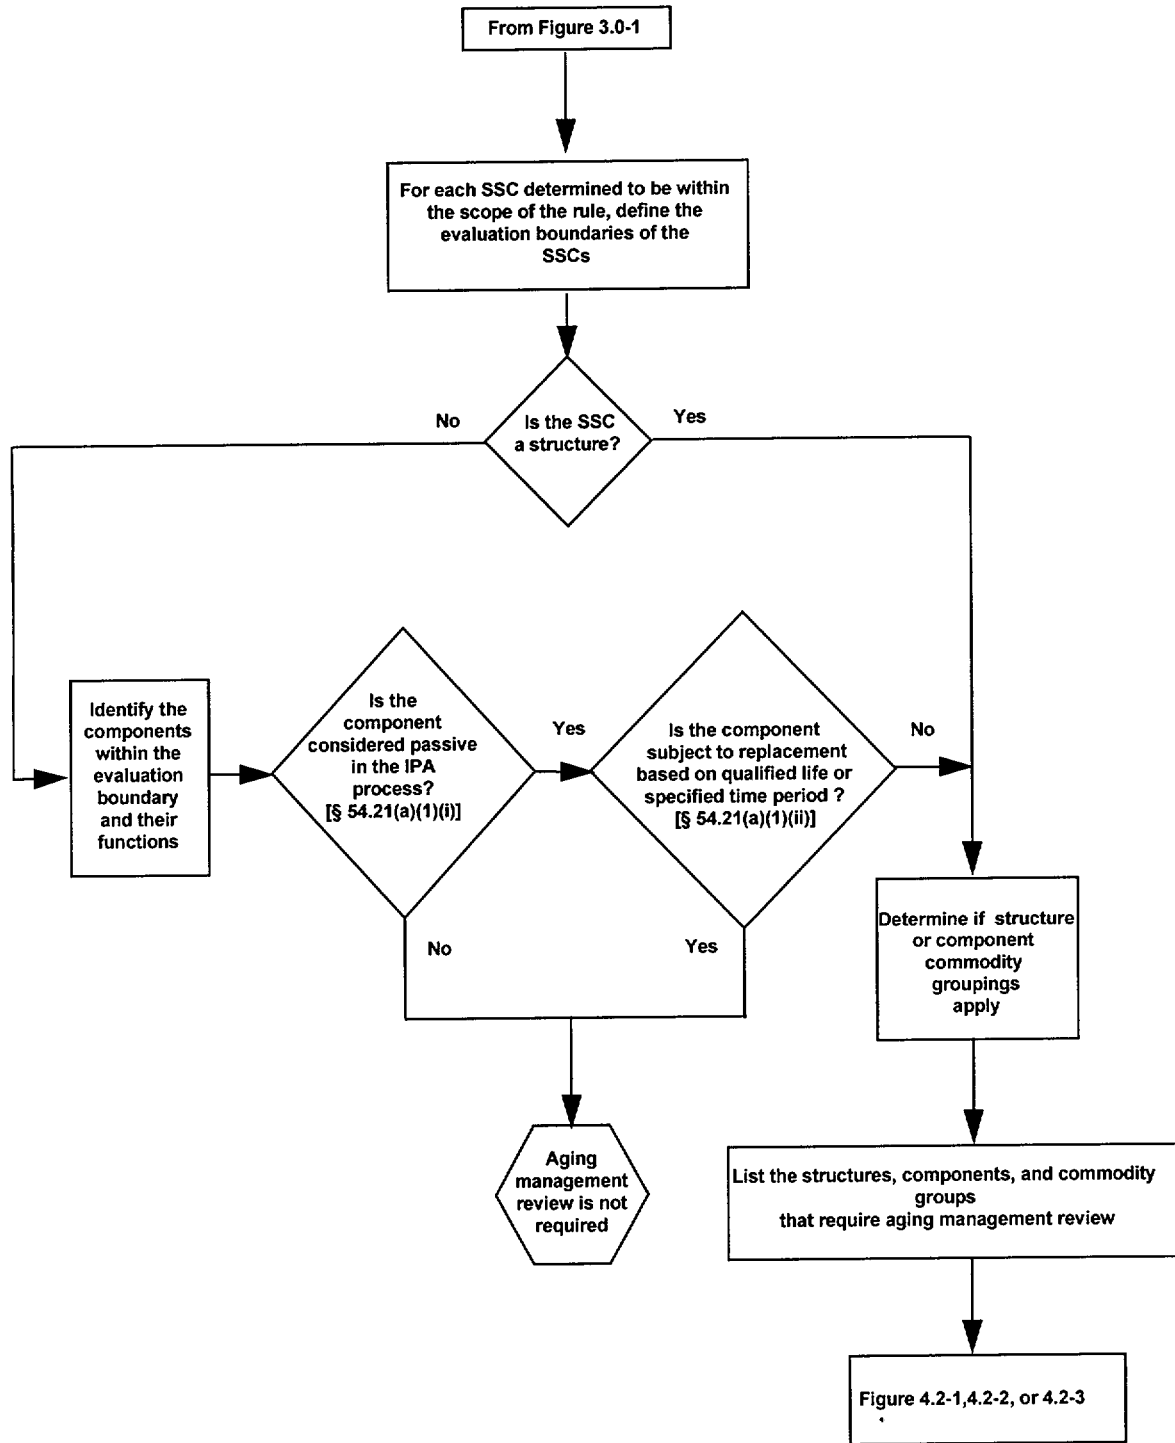 From Figure 3.0-1
For each SSC determined to be within
the scope of the rule, define the
evaluation boundaries of the
SSCs
No
Is the SSC
a structure?
Yes
Identify the
components
within the
evaluation
boundary
and their
functions
Is the
component
considered passive
in the IPA
process?
[§ 54.21(a)(1)(i)]
Yes
Is the component
subject to replacement
based on qualified life or
specified time period ?
[§ 54.21(a)(1)(ii)]
No
No
Yes
Determine if structure
or component
commodity
groupings
apply
Aging
management
review is not
required
List the structures, components, and commodity
groups
that require aging management review
Figure 4.2-1,4.2-2, or 4.2-3